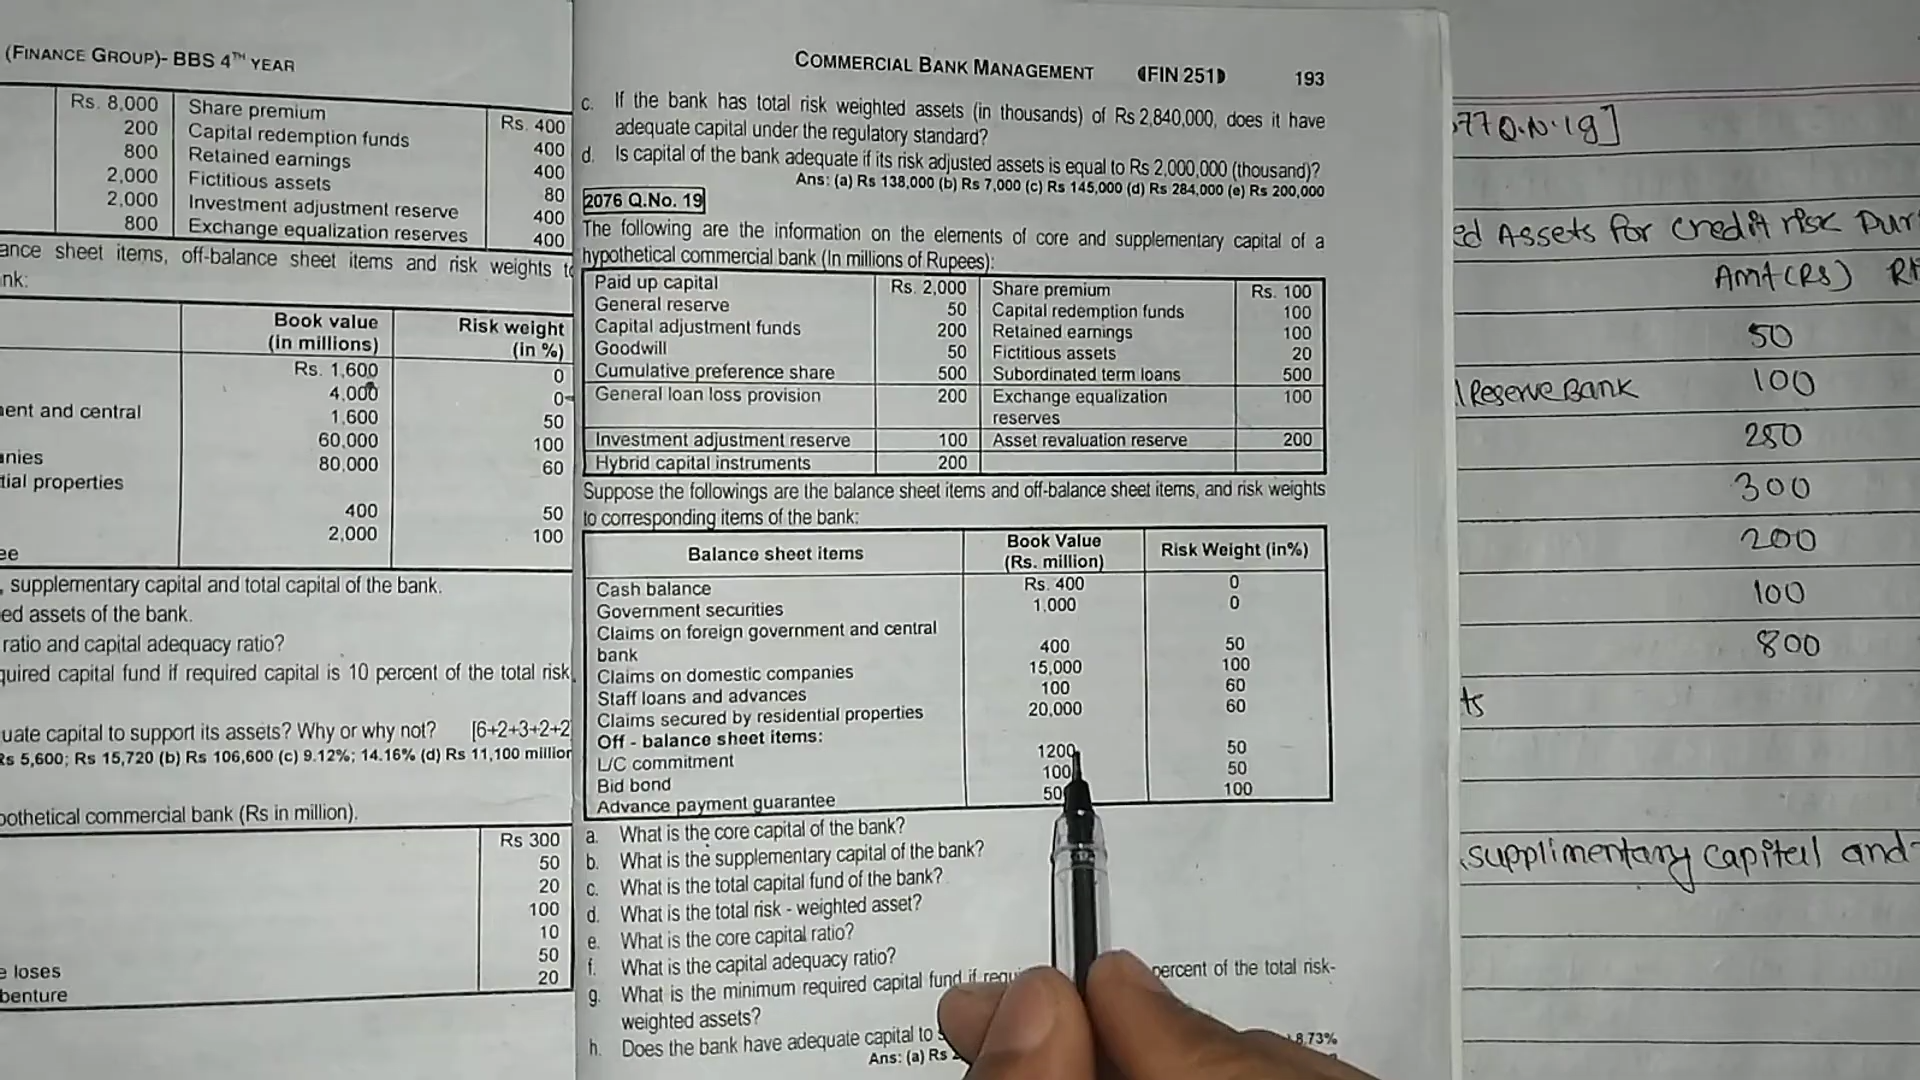 (FINANCE GROUP)- BBS 4TH YEAR
Rs. 8,000 Share premium Rs. 400
200 Capital redemption funds 400
800 Retained earnings 400
2,000 Fictitious assets 80
2,000 Investment adjustment reserve 400
800 Exchange equalization reserves 400
ance sheet items, off-balance sheet items and risk weights to
nk:
Book value Risk weight
(in millions) (in %)
Rs. 1,600 0
4,000 0
ent and central 1,600 50
60,000 100
anies 80,000 60
tial properties
400 50
2,000 100
ee
, supplementary capital and total capital of the bank.
ed assets of the bank.
ratio and capital adequacy ratio?
quired capital fund if required capital is 10 percent of the total risk
uate capital to support its assets? Why or why not? [6+2+3+2+2]
Rs 5,600; Rs 15,720 (b) Rs 106,600 (c) 9.12%; 14.16% (d) Rs 11,100 million
pothetical commercial bank (Rs in million).
Rs 300
50
20
100
10
50
e loses 20
benture
COMMERCIAL BANK MANAGEMENT (FIN 251) 193
c. If the bank has total risk weighted assets (in thousands) of Rs 2,840,000, does it have
adequate capital under the regulatory standard?
d. Is capital of the bank adequate if its risk adjusted assets is equal to Rs 2,000,000 (thousand)?
Ans: (a) Rs 138,000 (b) Rs 7,000 (c) Rs 145,000 (d) Rs 284,000 (e) Rs 200,000
2076 Q.No. 19
The following are the information on the elements of core and supplementary capital of a
hypothetical commercial bank (In millions of Rupees):
Paid up capital Rs. 2,000 Share premium Rs. 100
General reserve 50 Capital redemption funds 100
Capital adjustment funds 200 Retained earnings 100
Goodwill 50 Fictitious assets 20
Cumulative preference share 500 Subordinated term loans 500
General loan loss provision 200 Exchange equalization 100
reserves
Investment adjustment reserve 100 Asset revaluation reserve 200
Hybrid capital instruments 200
Suppose the followings are the balance sheet items and off-balance sheet items, and risk weights
to corresponding items of the bank:
Balance sheet items Book Value Risk Weight (in%)
(Rs. million)
Cash balance Rs. 400 0
Government securities 1,000 0
Claims on foreign government and central
bank 400 50
Claims on domestic companies 15,000 100
Staff loans and advances 100 60
Claims secured by residential properties 20,000 60
Off - balance sheet items:
L/C commitment 1200 50
Bid bond 100 50
Advance payment guarantee 100
a. What is the core capital of the bank?
b. What is the supplementary capital of the bank?
c. What is the total capital fund of the bank?
d. What is the total risk - weighted asset?
e. What is the core capital ratio?
f. What is the capital adequacy ratio?
g. What is the minimum required capital fund if percent of the total risk-
weighted assets?
h. Does the bank have adequate capital to
8.73%
Ans: (a) Rs
77 Q.N.19]
ed Assets for credit risk
Amt(Rs)
50
Reserve Bank 100
250
300
200
100
800
ts
supplimentary capital and